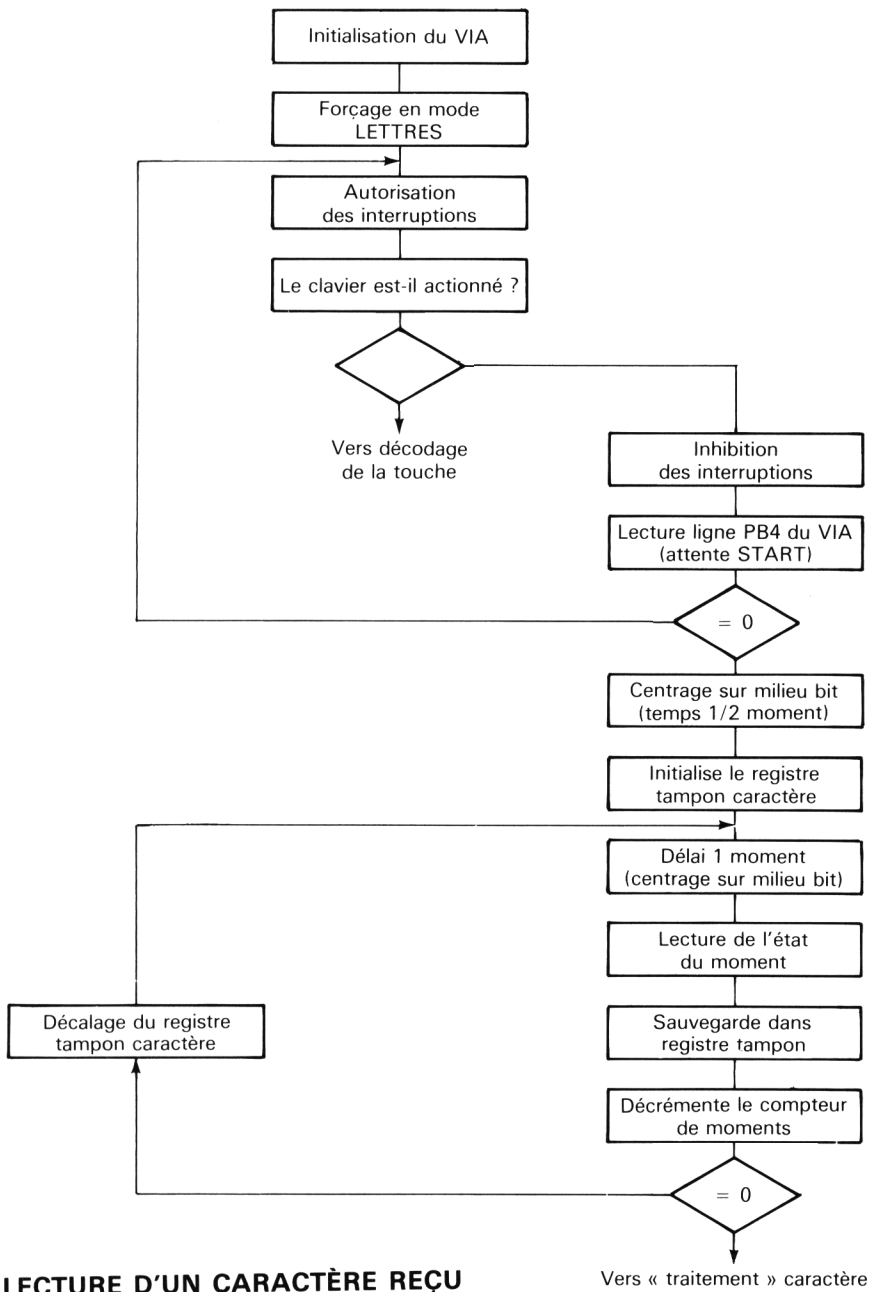 Initialisation du VIA
Forçage en mode
LETTRES
Autorisation
des interruptions
Le clavier est-il actionné ?
Vers décodage
de la touche
Inhibition
des interruptions
Lecture ligne PB4 du VIA
(attente START)
= 0
Centrage sur milieu bit
(temps 1/2 moment)
Initialise le registre
tampon caractère
Délai 1 moment
(centrage sur milieu bit)
Lecture de l'état
du moment
Décalage du registre
tampon caractère
Sauvegarde dans
registre tampon
Décrémente le compteur
de moments
= 0
Vers « traitement » caractère
LECTURE D'UN CARACTÈRE REÇU